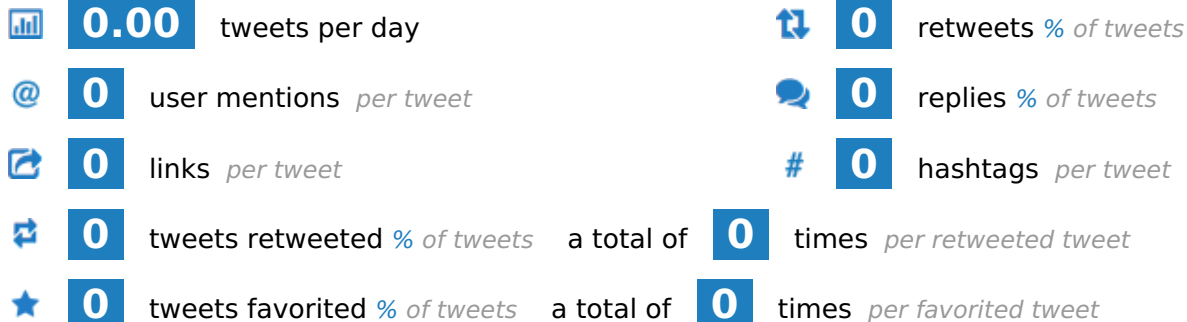 0.00 tweets per day 0 retweets % of tweets
@ 0 user mentions per tweet 0 replies % of tweets
0 links per tweet # 0 hashtags per tweet
0 tweets retweeted % of tweets a total of 0 times per retweeted tweet
0 tweets favorited % of tweets a total of 0 times per favorited tweet